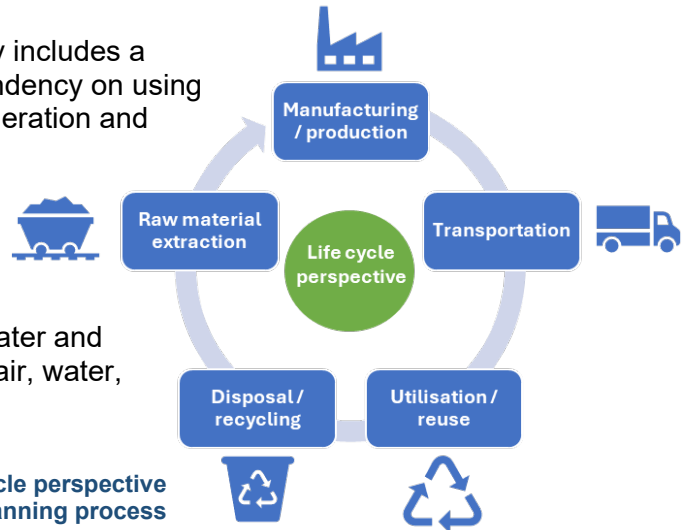 y includes a
ndency on using
eration and
ater and
air, water,
cle perspective
anning process
Manufacturing
/ production
Transportation
Utilisation /
reuse
Disposal /
recycling
Raw material
extraction
Life cycle
perspective